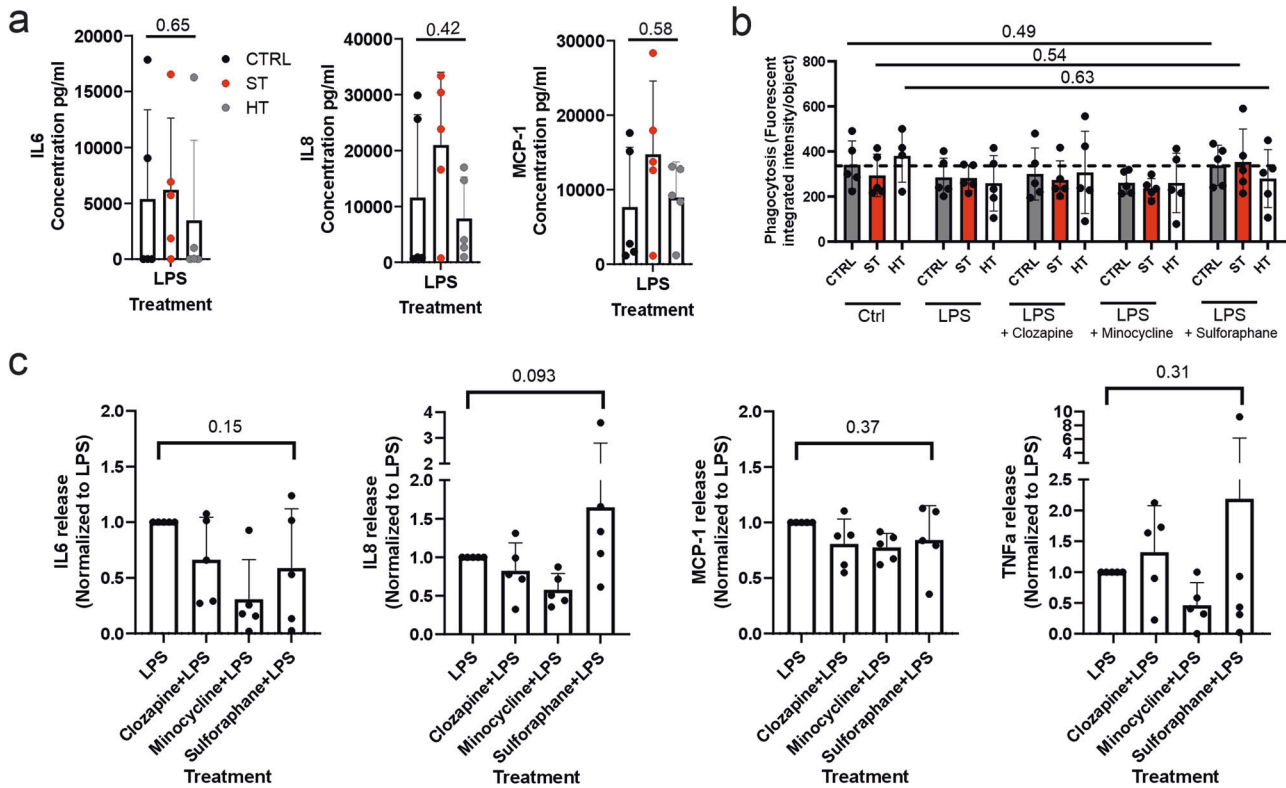 a
0.65
20000
15000
10000
5000
0
IL6
Concentration pg/ml
LPS
Treatment
CTRL
ST
HT
0.42
40000
30000
20000
10000
0
IL8
Concentration pg/ml
LPS
Treatment
0.58
30000
20000
10000
0
MCP-1
Concentration pg/ml
LPS
Treatment
b
0.49
0.54
0.63
800
600
400
200
0
Phagocytosis (Fluorescent
integrated intensity/object)
CTRL ST HT CTRL ST HT CTRL ST HT CTRL ST HT CTRL ST HT
Ctrl LPS LPS LPS LPS
+ Clozapine + Minocycline + Sulforaphane
c
0.15
2.0
1.5
1.0
0.5
0.0
IL6 release
(Normalized to LPS)
LPS
Clozapine+LPS
Minocycline+LPS
Sulforaphane+LPS
Treatment
0.093
4
3
2
2.0
1.5
1.0
0.5
0.0
IL8 release
(Normalized to LPS)
LPS
Clozapine+LPS
Minocycline+LPS
Sulforaphane+LPS
Treatment
0.37
2.0
1.5
1.0
0.5
0.0
MCP-1 release
(Normalized to LPS)
LPS
Clozapine+LPS
Minocycline+LPS
Sulforaphane+LPS
Treatment
0.31
10
8
6
4
2.5
2.0
1.5
1.0
0.5
0.0
TNFa release
(Normalized to LPS)
LPS
Clozapine+LPS
Minocycline+LPS
Sulforaphane+LPS
Treatment